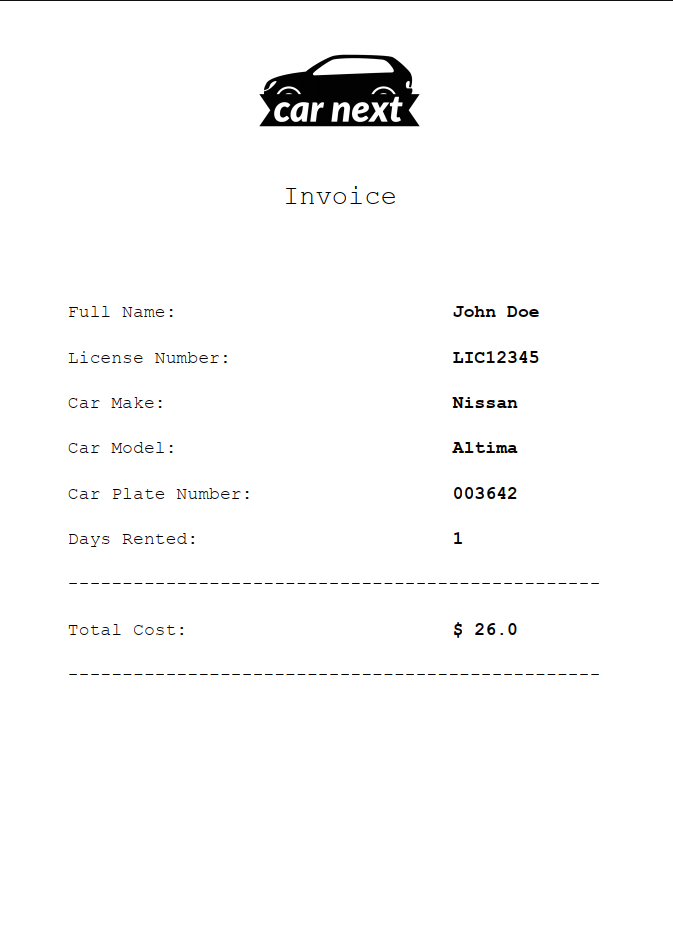 car next
Invoice
Full Name: John Doe
License Number: LIC12345
Car Make: Nissan
Car Model: Altima
Car Plate Number: 003642
Days Rented: 1
-------------------------------------------------
Total Cost: $ 26.0
-------------------------------------------------